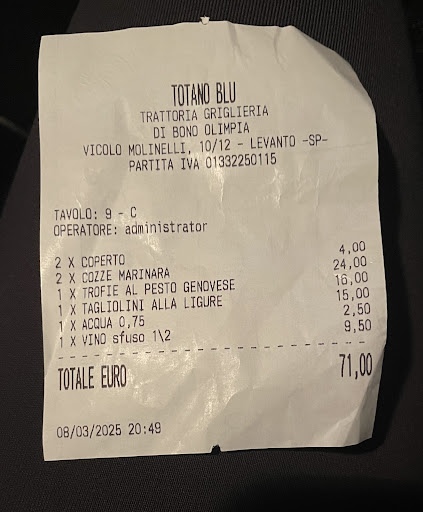 TOTANO BLU
TRATTORIA GRIGLIERIA
DI BONO OLIMPIA
VICOLO MOLINELLI, 10/12 - LEVANTO -SP-
PARTITA IVA 01332250115
TAVOLO: 9 - C
OPERATORE: administrator
2 X COPERTO 4,00
2 X COZZE MARINARA 24,00
1 X TROFIE AL PESTO GENOVESE 16,00
1 X TAGLIOLINI ALLA LIGURE 15,00
1 X ACQUA 0,75 2,50
1 X VINO sfuso 1\2 9,50
TOTALE EURO 71,00
08/03/2025 20:49